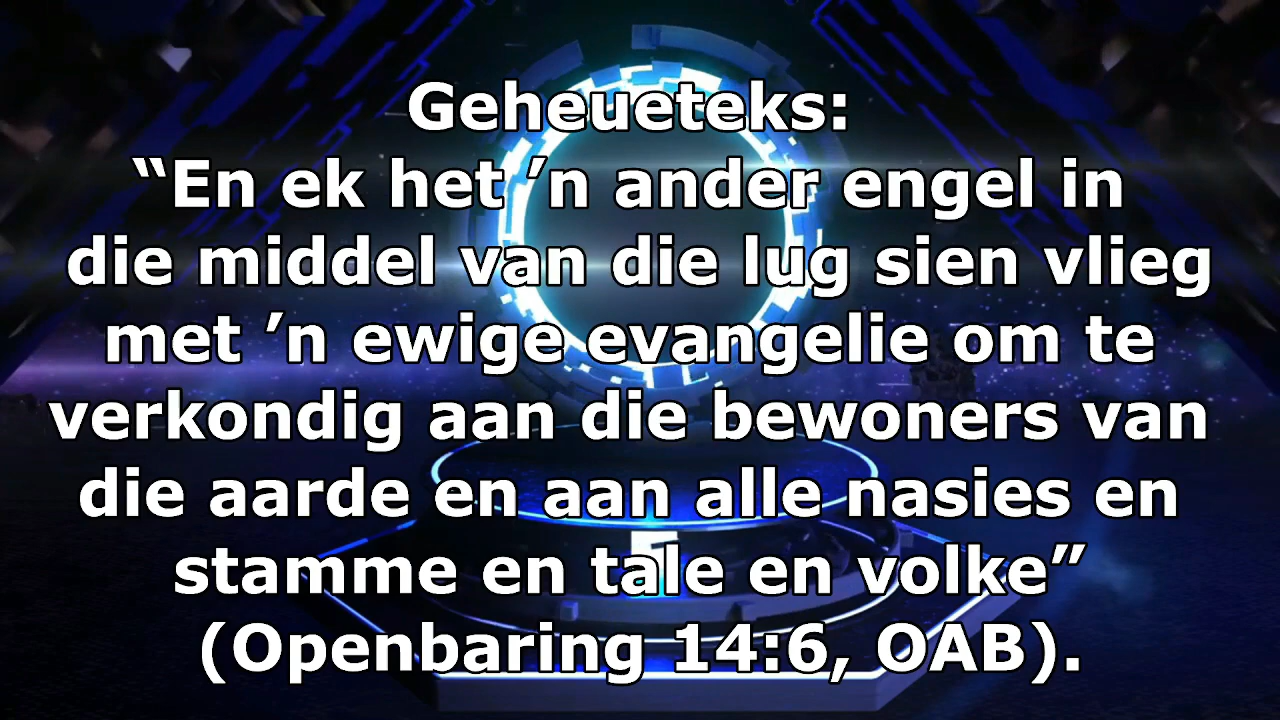 Geheueteks:
“En ek het ’n ander engel in
die middel van die lug sien vlieg
met ’n ewige evangelie om te
verkondig aan die bewoners van
die aarde en aan alle nasies en
stamme en tale en volke”
(Openbaring 14:6, OAB).